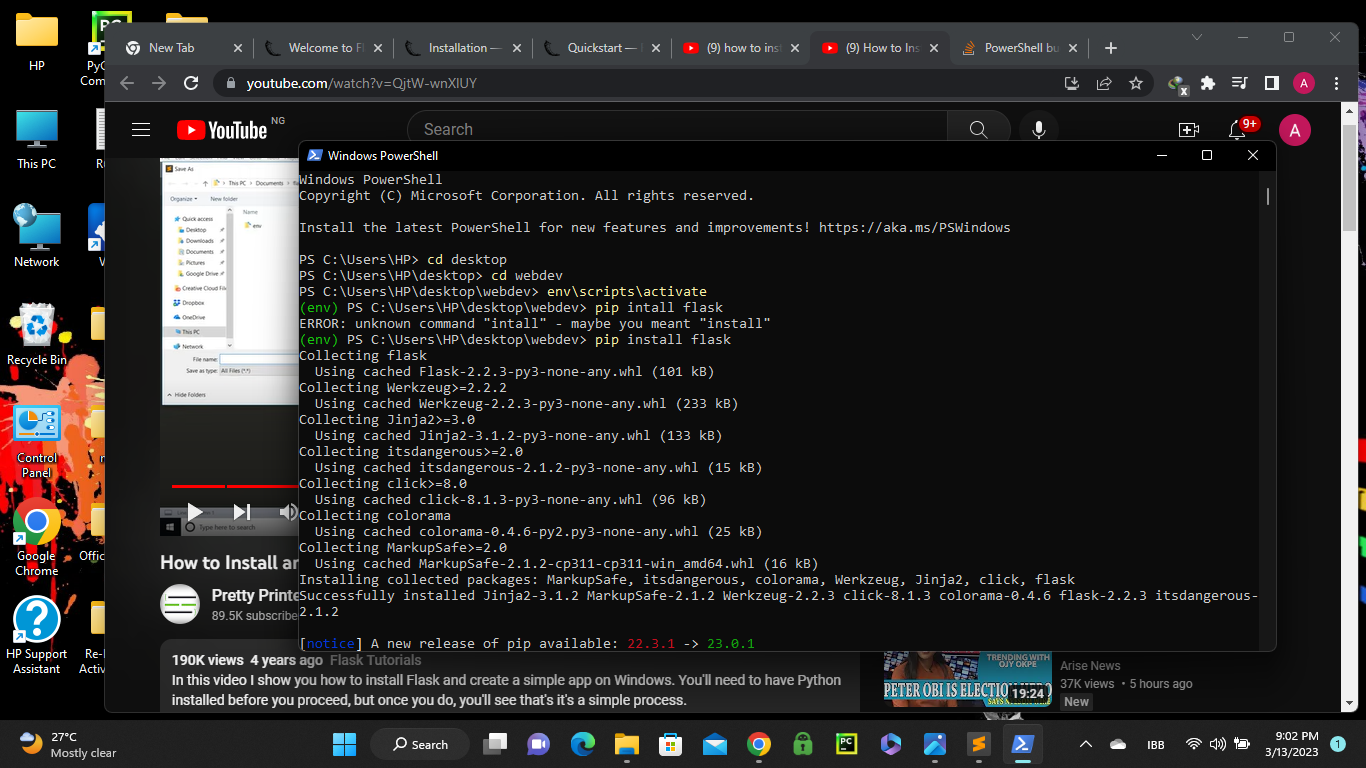 HP
This PC
Network
Recycle Bin
Control
Panel
Google
Chrome
HP Support
Assistant
PC
New Tab
Welcome to Fl
Installation —
Quickstart —
(9) how to inst
(9) How to Ins
PowerShell bu
youtube.com/watch?v=QjtW-wnXlUY
A
YouTube
NG
Search
9+
A
Save As
This PC
Documents
Organize
New folder
Quick access
Desktop
Downloads
Documents
Pictures
Google Drive
Creative Cloud Fil
Dropbox
OneDrive
This PC
Network
Name
env
File name:
Save as type: All Files (*.*)
Hide Folders
Type here to search
Windows PowerShell
Windows PowerShell
Copyright (C) Microsoft Corporation. All rights reserved.
Install the latest PowerShell for new features and improvements! https://aka.ms/PSWindows
PS C:\Users\HP> cd desktop
PS C:\Users\HP\desktop> cd webdev
PS C:\Users\HP\desktop\webdev> env\scripts\activate
(env) PS C:\Users\HP\desktop\webdev> pip intall flask
ERROR: unknown command "intall" - maybe you meant "install"
(env) PS C:\Users\HP\desktop\webdev> pip install flask
Collecting flask
Using cached Flask-2.2.3-py3-none-any.whl (101 kB)
Collecting Werkzeug>=2.2.2
Using cached Werkzeug-2.2.3-py3-none-any.whl (233 kB)
Collecting Jinja2>=3.0
Using cached Jinja2-3.1.2-py3-none-any.whl (133 kB)
Collecting itsdangerous>=2.0
Using cached itsdangerous-2.1.2-py3-none-any.whl (15 kB)
Collecting click>=8.0
Using cached click-8.1.3-py3-none-any.whl (96 kB)
Collecting colorama
Using cached colorama-0.4.6-py2.py3-none-any.whl (25 kB)
Collecting MarkupSafe>=2.0
Using cached MarkupSafe-2.1.2-cp311-cp311-win_amd64.whl (16 kB)
Installing collected packages: MarkupSafe, itsdangerous, colorama, Werkzeug, Jinja2, click, flask
Successfully installed Jinja2-3.1.2 MarkupSafe-2.1.2 Werkzeug-2.2.3 click-8.1.3 colorama-0.4.6 flask-2.2.3 itsdangerous-
2.1.2
[notice] A new release of pip available: 22.3.1 -> 23.0.1
How to Install an
Pretty Printe
89.5K subscribe
190K views 4 years ago Flask Tutorials
In this video I show you how to install Flask and create a simple app on Windows. You'll need to have Python
installed before you proceed, but once you do, you'll see that's it's a simple process.
TRENDING WITH
OJY OKPE
PETER OBI IS ELECTION HERO
19:24
Arise News
37K views • 5 hours ago
New
27°C
Mostly clear
Search
PC
IBB
9:02 PM
3/13/2023
1